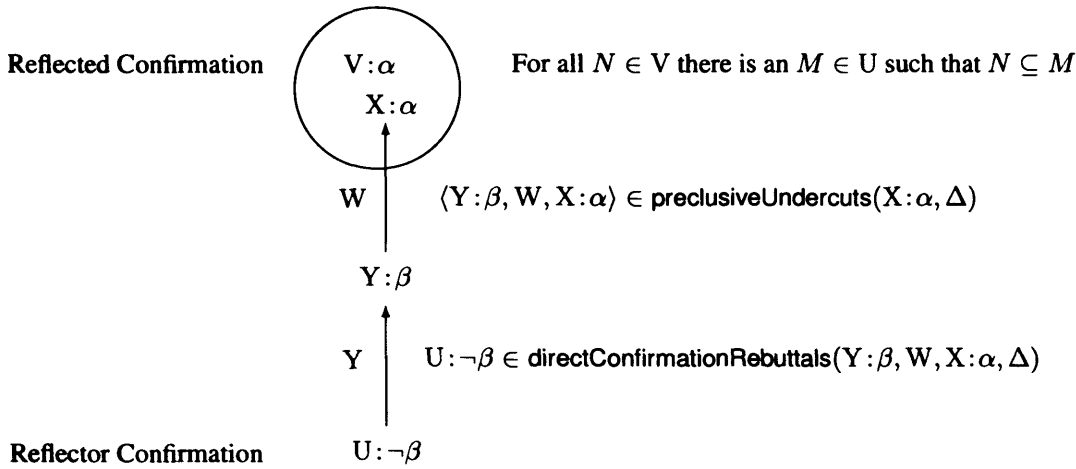 Reflected Confirmation V:α For all N ∈ V there is an M ∈ U such that N ⊆ M
X:α
W ⟨Y:β, W, X:α⟩ ∈ preclusiveUndercuts(X:α, Δ)
Y:β
Y U:¬β ∈ directConfirmationRebuttals(Y:β, W, X:α, Δ)
Reflector Confirmation U:¬β